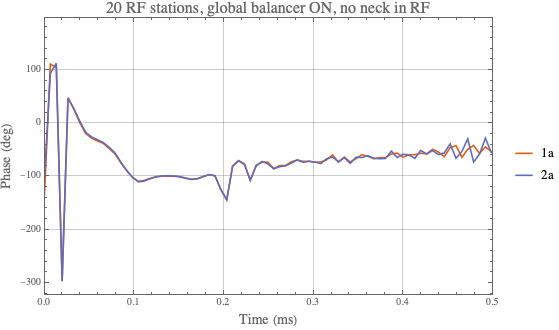 20 RF stations, global balancer ON, no neck in RF
100
0
-100
-200
-300
Phase (deg)
0.0 0.1 0.2 0.3 0.4 0.5
Time (ms)
1a
2a